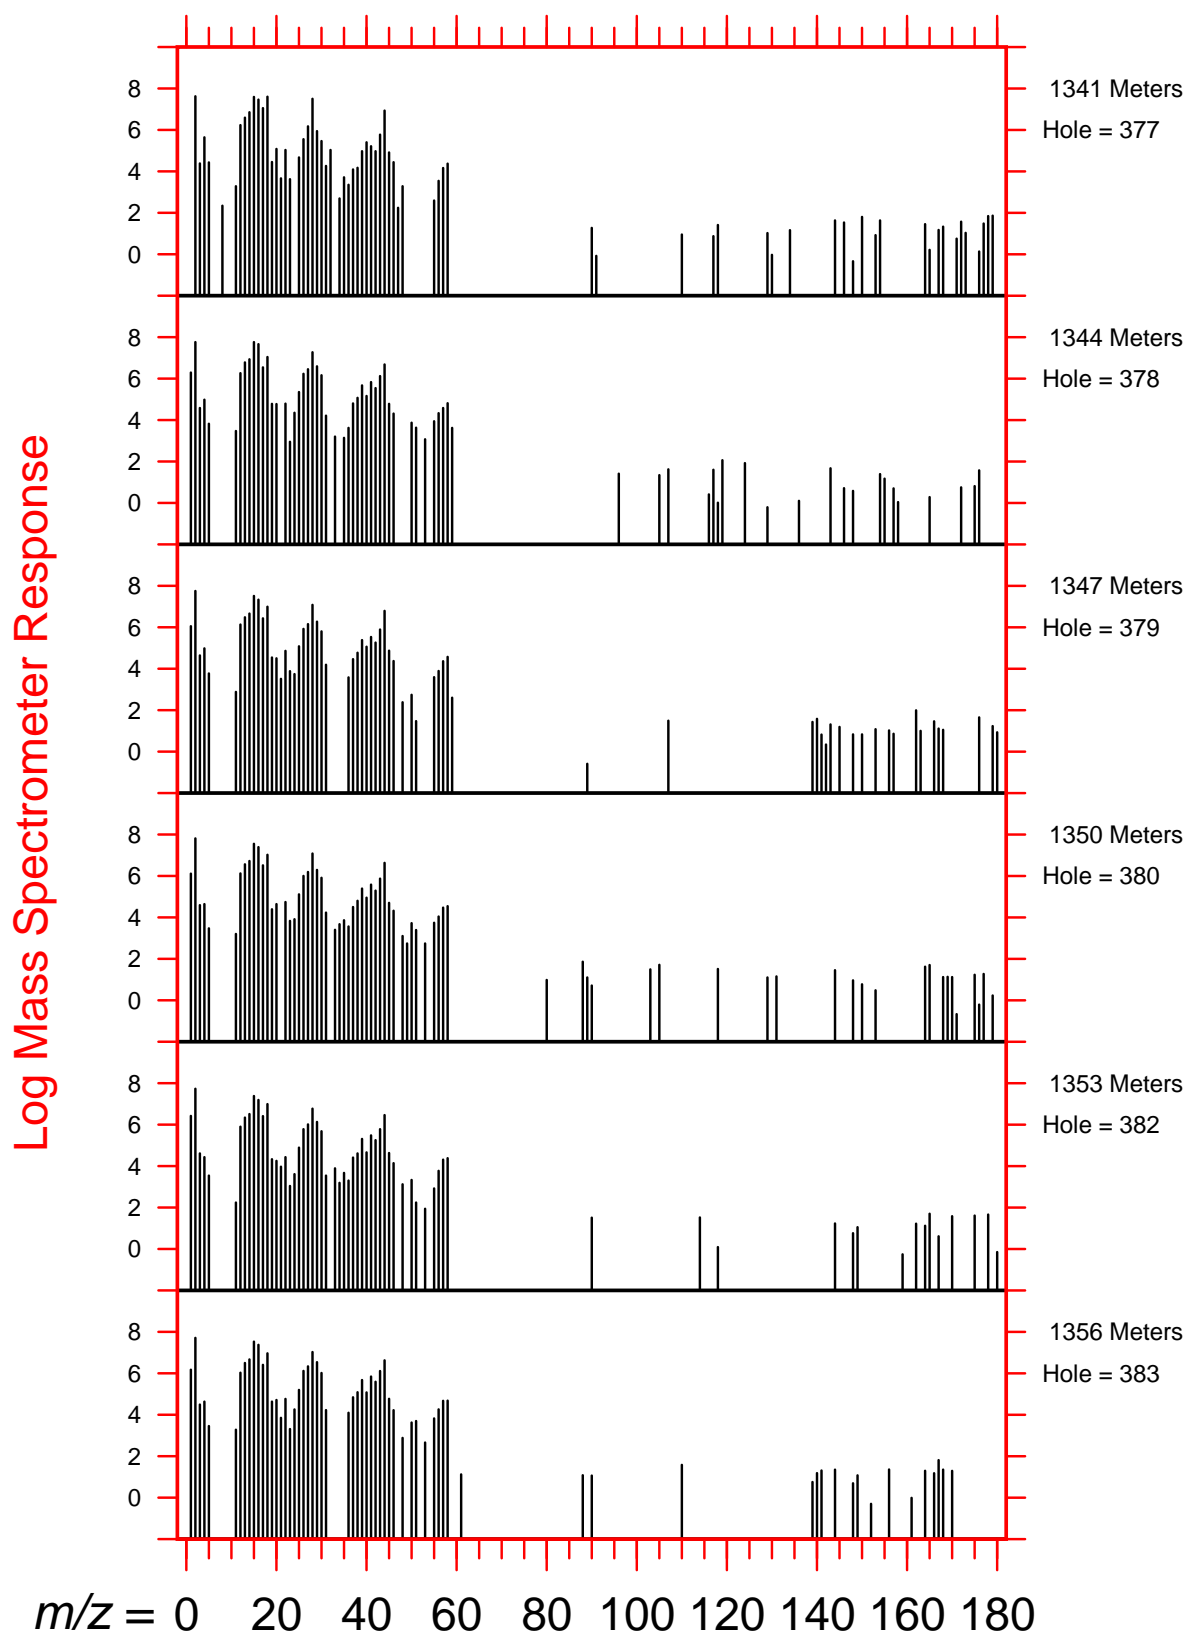 Log Mass Spectrometer Response
8
6
4
2
0
1341 Meters
Hole = 377
8
6
4
2
0
1344 Meters
Hole = 378
8
6
4
2
0
1347 Meters
Hole = 379
8
6
4
2
0
1350 Meters
Hole = 380
8
6
4
2
0
1353 Meters
Hole = 382
8
6
4
2
0
1356 Meters
Hole = 383
m/z = 0 20 40 60 80 100 120 140 160 180